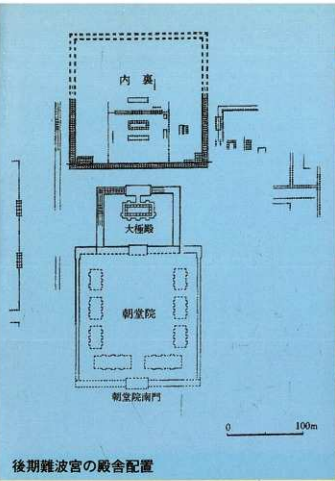 内裏
大極殿
朝堂院
朝堂院南門
0 100m
後期難波宮の殿舎配置